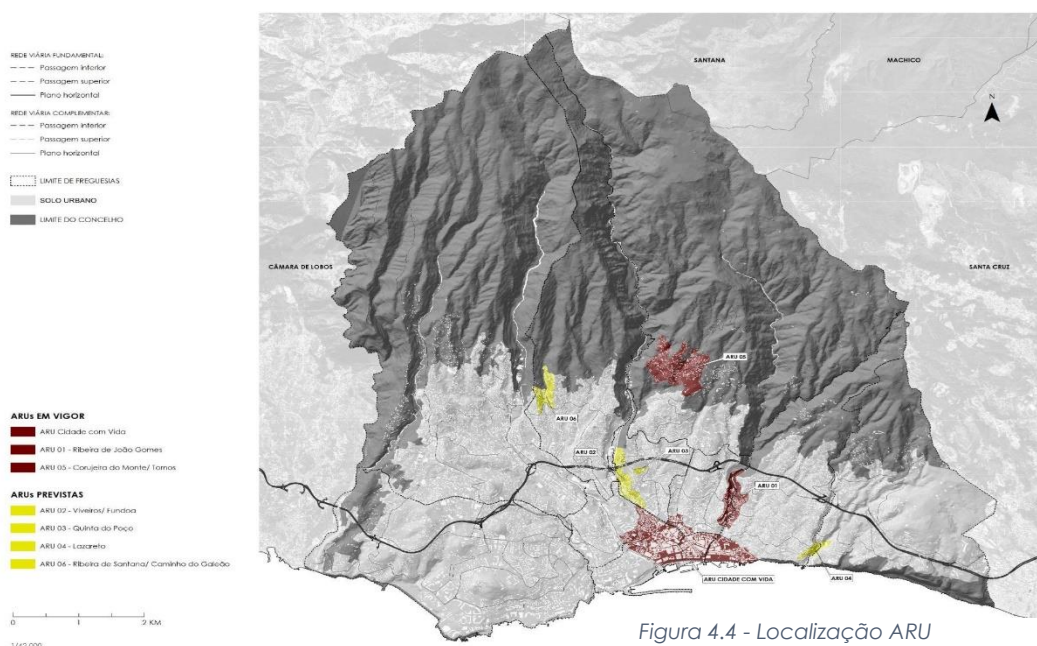 REDE VIÁRIA FUNDAMENTAL:
Passagem inferior
Passagem superior
Plano horizontal
REDE VIÁRIA COMPLEMENTAR:
Passagem inferior
Passagem superior
Plano horizontal
LIMITE DE FREGUESIAS
SOLO URBANO
LIMITE DO CONCELHO
ARUs EM VIGOR
ARU Cidade com Vida
ARU 01 - Ribeira de João Gomes
ARU 05 - Corujeira do Monte/ Tornos
ARUs PREVISTAS
ARU 02 - Viveiros/ Fundoa
ARU 03 - Quinta do Poço
ARU 04 - Lazareto
ARU 06 - Ribeira de Santana/ Caminho do Galeão
0 1 2 KM
1/42 000
SANTANA
MACHICO
N
CÂMARA DE LOBOS
SANTA CRUZ
ARU 05
ARU 06
ARU 02
ARU 03
ARU 01
ARU 04
ARU CIDADE COM VIDA
Figura 4.4 - Localização ARU